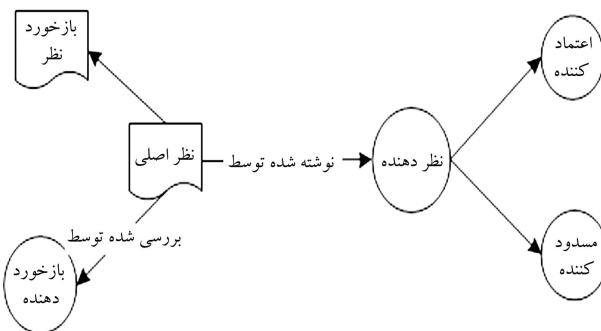 اعتماد
کننده
بازخورد
نظر
نظر اصلی
نوشته شده توسط
نظر دهنده
بررسی شده توسط
مسدود
کننده
بازخورد
دهنده